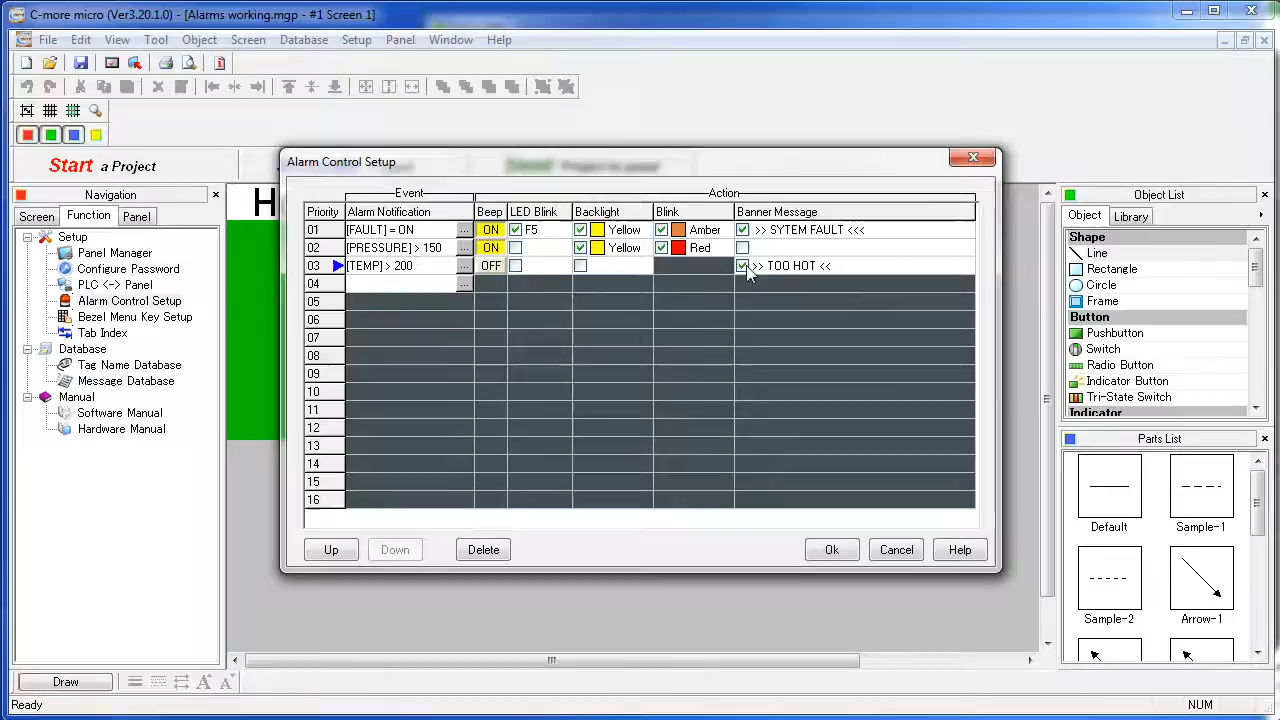 C-more micro (Ver3.20.1.0) - [Alarms working.mgp - #1 Screen 1]
File Edit View Tool Object Screen Database Setup Panel Window Help
Start a Project
Navigation
Screen Function Panel
Setup
Panel Manager
Configure Password
PLC <-> Panel
Alarm Control Setup
Bezel Menu Key Setup
Tab Index
Database
Tag Name Database
Message Database
Manual
Software Manual
Hardware Manual
H
Alarm Control Setup
Event Action
Priority Alarm Notification Beep LED Blink Backlight Blink Banner Message
01 [FAULT] = ON ... ON F5 Yellow Amber >> SYTEM FAULT <<<
02 [PRESSURE] > 150 ... ON Yellow Red
03 [TEMP] > 200 ... OFF >> TOO HOT <<
04 ...
05
06
07
08
09
10
11
12
13
14
15
16
Up Down Delete Ok Cancel Help
Object List
Object Library
Shape
Line
Rectangle
Circle
Frame
Button
Pushbutton
Switch
Radio Button
Indicator Button
Tri-State Switch
Indicator
Parts List
Default Sample-1
Sample-2 Arrow-1
Draw
Ready NUM